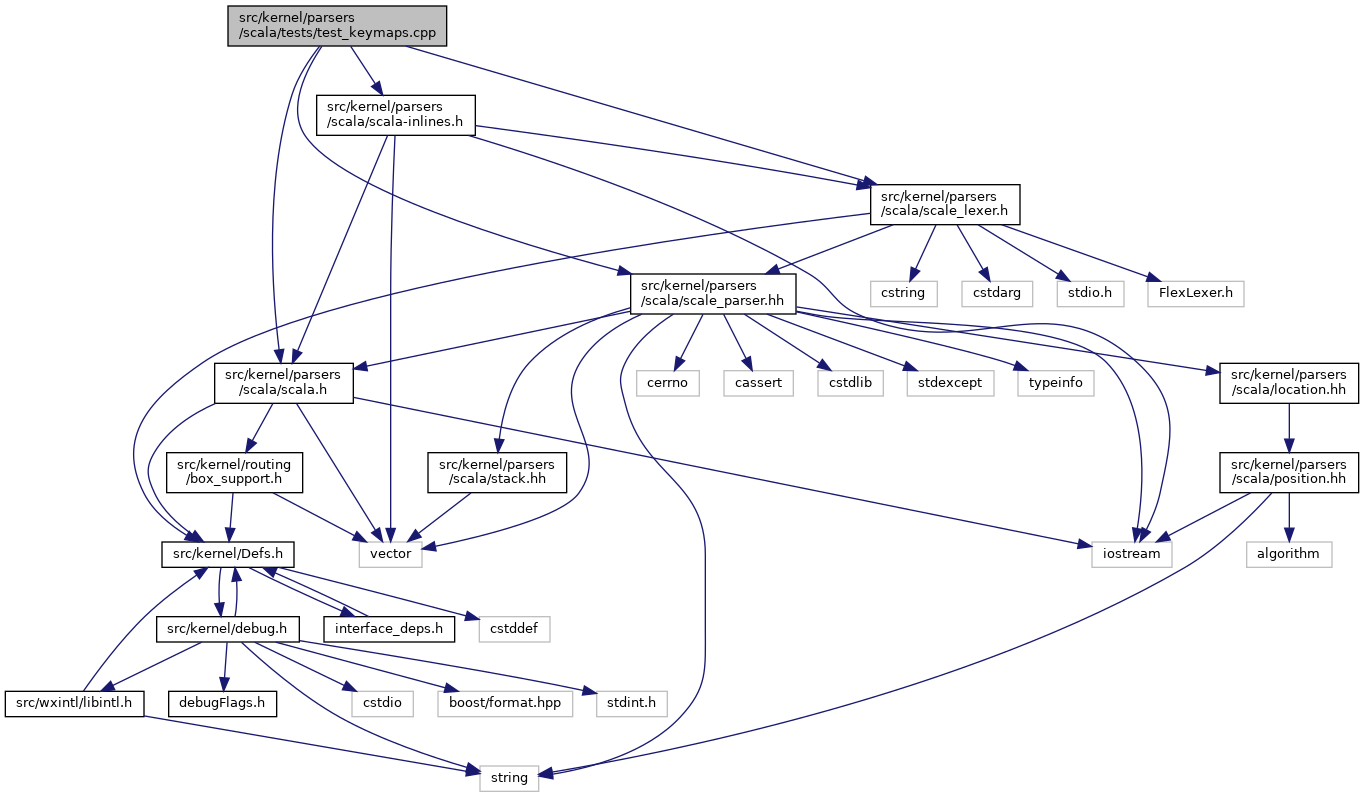 src/kernel/parsers
/scala/tests/test_keymaps.cpp
src/kernel/parsers
/scala/scala-inlines.h
src/kernel/parsers
/scala/scale_lexer.h
src/kernel/parsers
/scala/scale_parser.hh
cstring
cstdarg
stdio.h
FlexLexer.h
src/kernel/parsers
/scala/scala.h
cerrno
cassert
cstdlib
stdexcept
typeinfo
src/kernel/parsers
/scala/location.hh
src/kernel/routing
/box_support.h
src/kernel/parsers
/scala/stack.hh
src/kernel/parsers
/scala/position.hh
src/kernel/Defs.h
vector
iostream
algorithm
src/kernel/debug.h
interface_deps.h
cstddef
src/wxintl/libintl.h
debugFlags.h
cstdio
boost/format.hpp
stdint.h
string